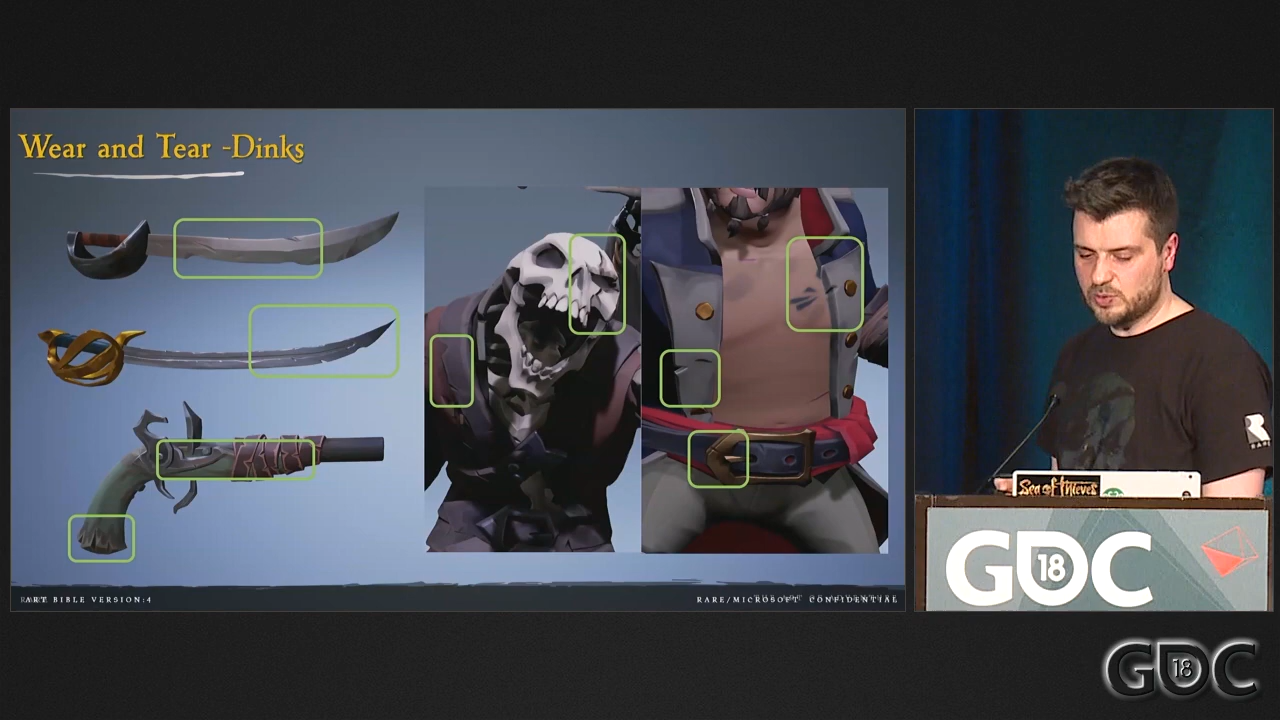 Wear and Tear -Dinks
ART BIBLE VERSION:4
RARE/MICROSOFT CONFIDENTIAL
Sea of Thieves
GDC
18
GDC
18